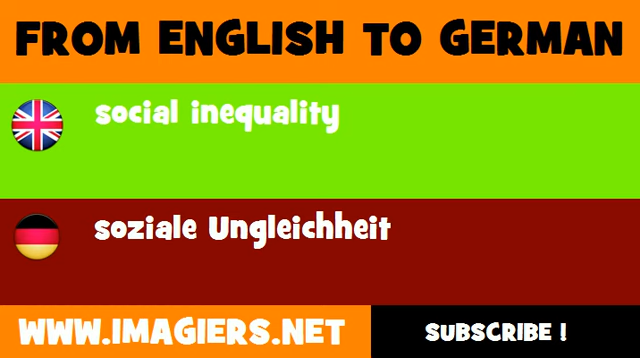 FROM ENGLISH TO GERMAN
social inequality
soziale Ungleichheit
WWW.IMAGIERS.NET
SUBSCRIBE !